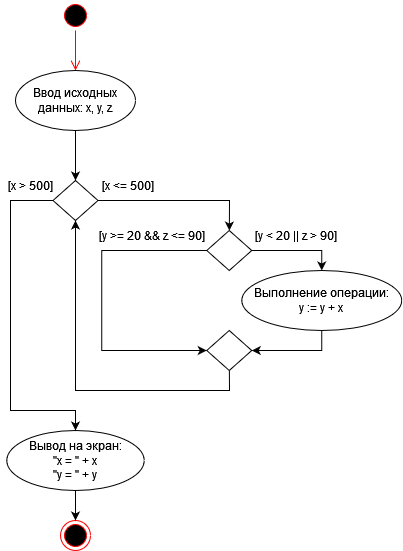 Ввод исходных
данных: x, y, z
[x > 500]
[x <= 500]
[y >= 20 && z <= 90]
[y < 20 || z > 90]
Выполнение операции:
y := y + x
Вывод на экран:
"x = " + x
"y = " + y